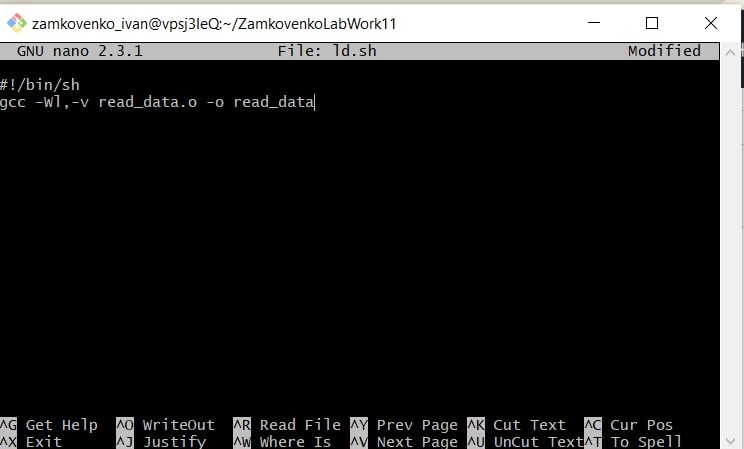 zamkovenko_ivan@vpsj3IeQ:~/ZamkovenkoLabWork11
GNU nano 2.3.1 File: ld.sh Modified
#!/bin/sh
gcc -Wl,-v read_data.o -o read_data
^G Get Help ^O WriteOut ^R Read File ^Y Prev Page ^K Cut Text ^C Cur Pos
^X Exit ^J Justify ^W Where Is ^V Next Page ^U UnCut Text ^T To Spell